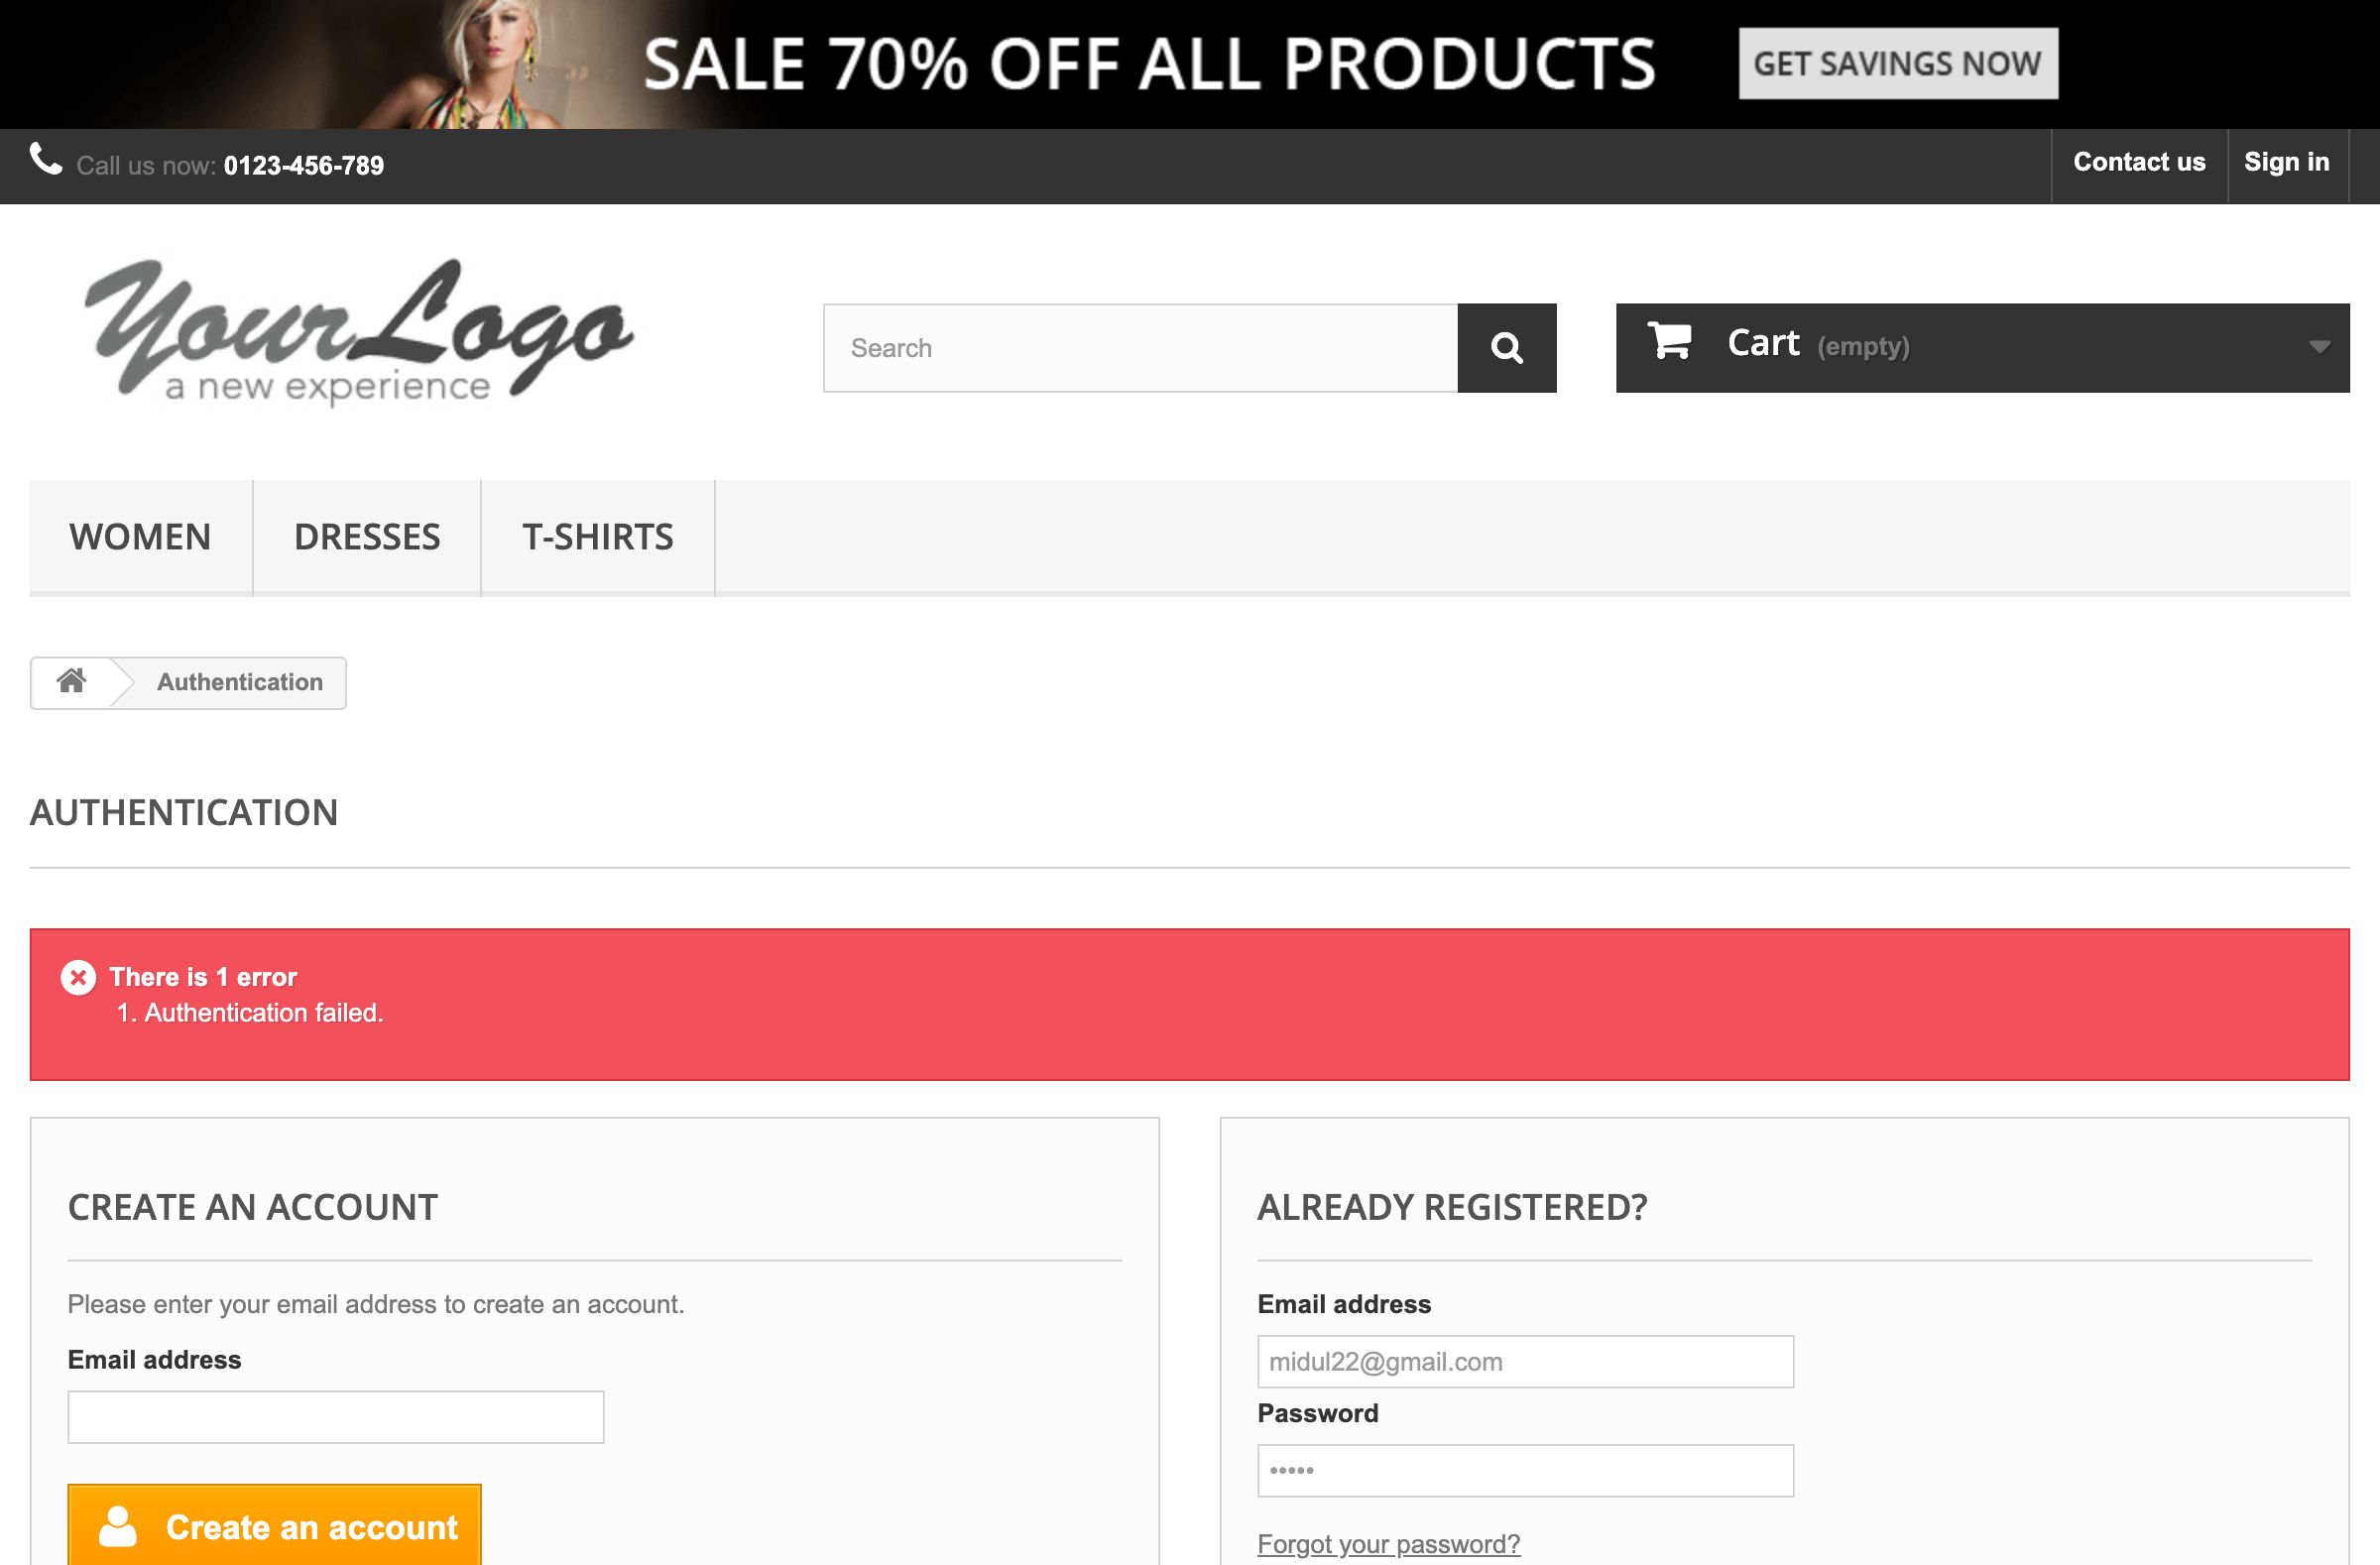 SALE 70% OFF ALL PRODUCTS GET SAVINGS NOW
Call us now: 0123-456-789 Contact us Sign in
Your Logo
a new experience
Search
Cart (empty)
WOMEN DRESSES T-SHIRTS
Authentication
AUTHENTICATION
There is 1 error
1. Authentication failed.
CREATE AN ACCOUNT
Please enter your email address to create an account.
Email address
Create an account
ALREADY REGISTERED?
Email address
midul22@gmail.com
Password
•••••
Forgot your password?